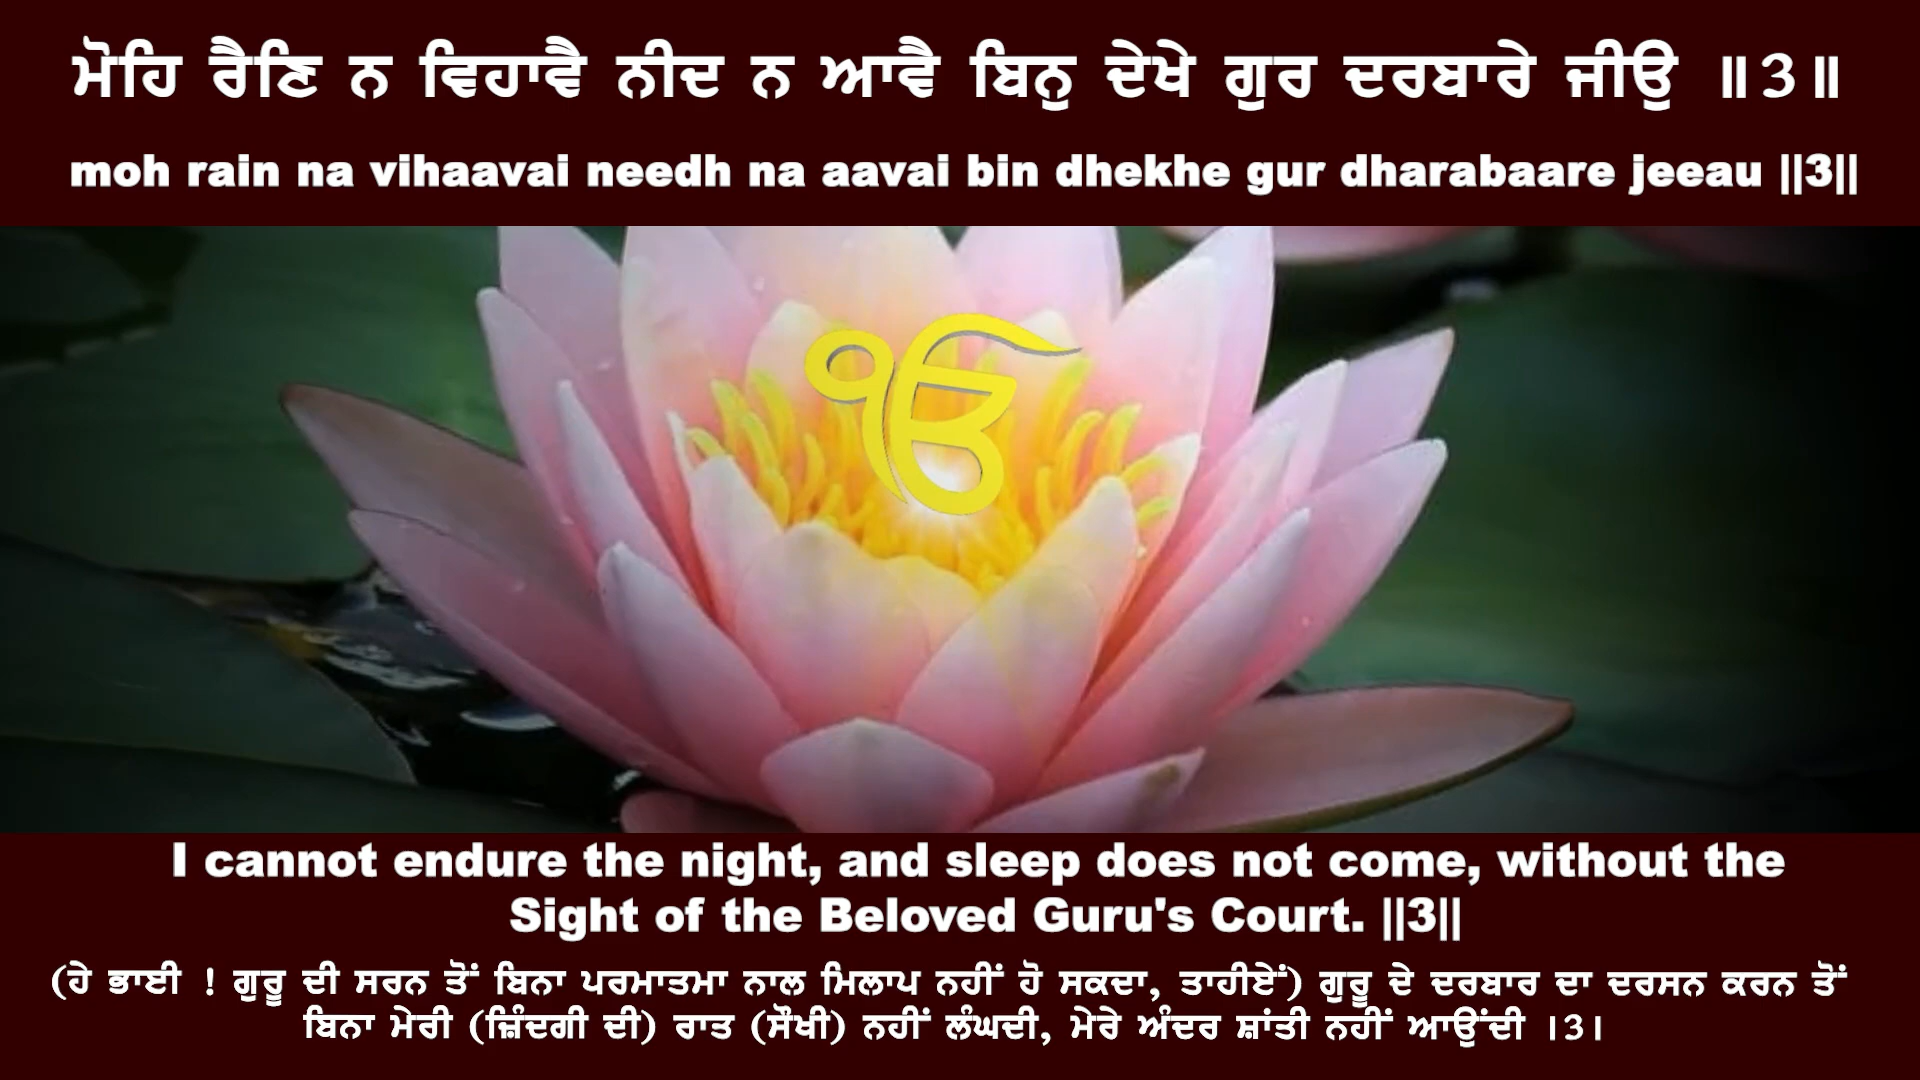 ਮੋਹਿ ਰੈਣਿ ਨ ਵਿਹਾਵੈ ਨੀਦ ਨ ਆਵੈ ਬਿਨੁ ਦੇਖੇ ਗੁਰ ਦਰਬਾਰੇ ਜੀਉ ॥3॥
moh rain na vihaavai needh na aavai bin dhekhe gur dharabaare jeeau ||3||
ੴ
I cannot endure the night, and sleep does not come, without the
Sight of the Beloved Guru's Court. ||3||
(ਹੇ ਭਾਈ ! ਗੁਰੂ ਦੀ ਸਰਨ ਤੋਂ ਬਿਨਾ ਪਰਮਾਤਮਾ ਨਾਲ ਮਿਲਾਪ ਨਹੀਂ ਹੋ ਸਕਦਾ, ਤਾਹੀਏਂ) ਗੁਰੂ ਦੇ ਦਰਬਾਰ ਦਾ ਦਰਸਨ ਕਰਨ ਤੋਂ
ਬਿਨਾ ਮੇਰੀ (ਜ਼ਿੰਦਗੀ ਦੀ) ਰਾਤ (ਸੌਖੀ) ਨਹੀਂ ਲੰਘਦੀ, ਮੇਰੇ ਅੰਦਰ ਸ਼ਾਂਤੀ ਨਹੀਂ ਆਉਂਦੀ ।3।